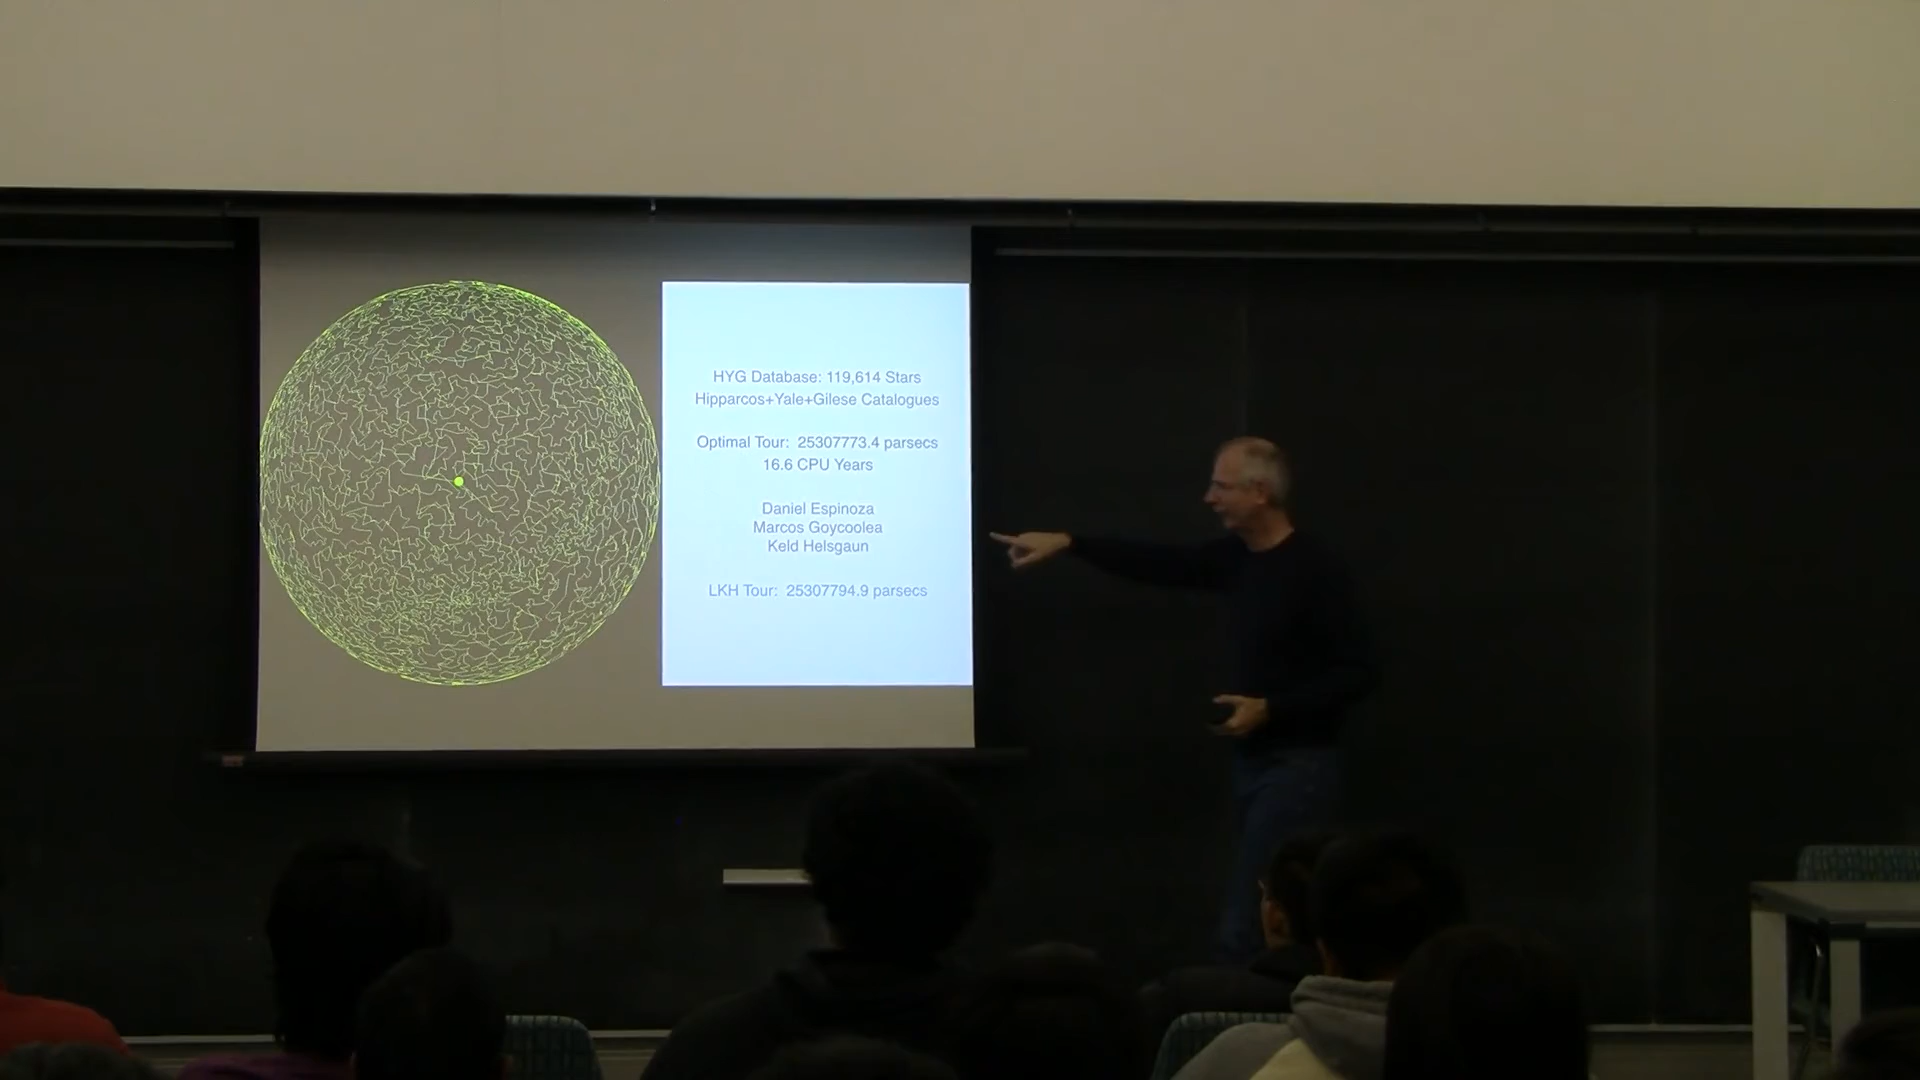 HYG Database: 119,614 Stars
Hipparcos+Yale+Gilese Catalogues
Optimal Tour: 25307773.4 parsecs
16.6 CPU Years
Daniel Espinoza
Marcos Goycoolea
Keld Helsgaun
LKH Tour: 25307794.9 parsecs